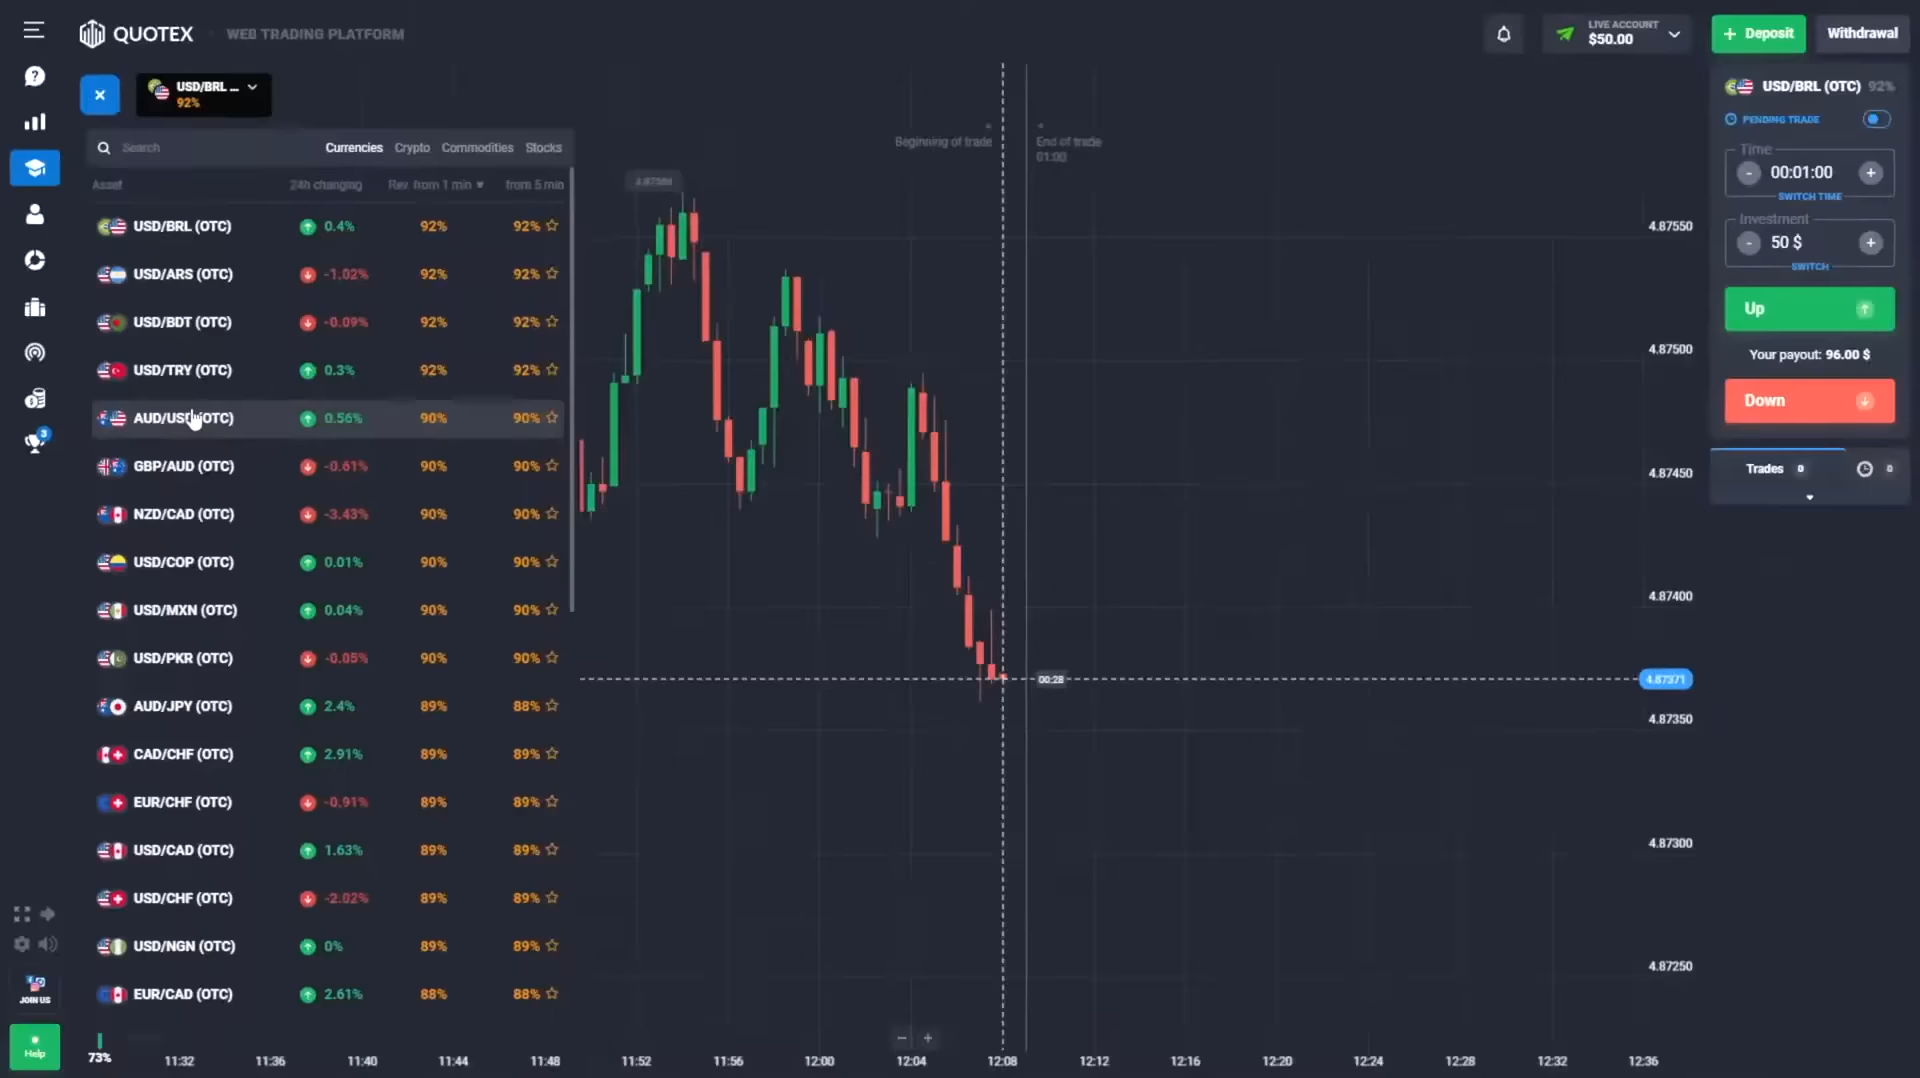 QUOTEX
WEB TRADING PLATFORM
LIVE ACCOUNT
$50.00
Deposit
Withdrawal
USD/BRL ...
92%
Search
Currencies
Crypto
Commodities
Stocks
Asset
24h changing
Rev from 1 min
from 5 min
USD/BRL (OTC) 0.4% 92% 92%
USD/ARS (OTC) -1.02% 92% 92%
USD/BDT (OTC) -0.09% 92% 92%
USD/TRY (OTC) 0.3% 92% 92%
AUD/USD (OTC) 0.56% 90% 90%
GBP/AUD (OTC) -0.61% 90% 90%
NZD/CAD (OTC) -3.43% 90% 90%
USD/COP (OTC) 0.01% 90% 90%
USD/MXN (OTC) 0.04% 90% 90%
USD/PKR (OTC) -0.05% 90% 90%
AUD/JPY (OTC) 2.4% 89% 88%
CAD/CHF (OTC) 2.91% 89% 89%
EUR/CHF (OTC) -0.91% 89% 89%
USD/CAD (OTC) 1.63% 89% 89%
USD/CHF (OTC) -2.02% 89% 89%
USD/NGN (OTC) 0% 89% 89%
EUR/CAD (OTC) 2.61% 88% 88%
3
JOIN US
Help
73%
Beginning of trade
End of trade
01:00
00:28
4.87550
4.87500
4.87450
4.87400
4.87371
4.87350
4.87300
4.87250
11:32 11:36 11:40 11:44 11:48 11:52 11:56 12:00 12:04 12:08 12:12 12:16 12:20 12:24 12:28 12:32 12:36
USD/BRL (OTC) 92%
PENDING TRADE
Time
- 00:01:00 +
SWITCH TIME
Investment
- 50 $ +
SWITCH
Up
Your payout: 96.00 $
Down
Trades 0
0